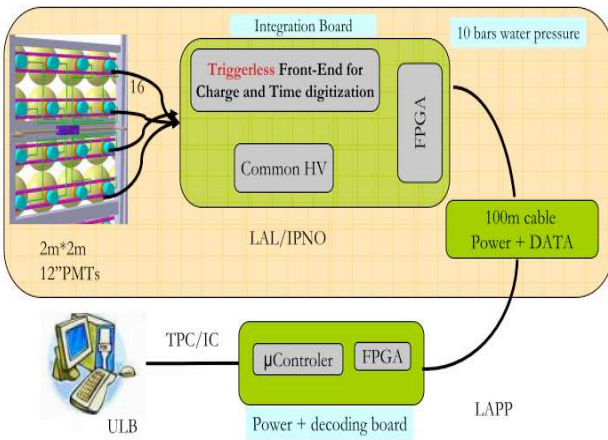 Integration Board
10 bars water pressure
Triggerless Front-End for
Charge and Time digitization
16
FPGA
Common HV
LAL/IPNO
100m cable
Power + DATA
2m*2m
12"PMTs
TPC/IC
µControler
FPGA
ULB
Power + decoding board
LAPP